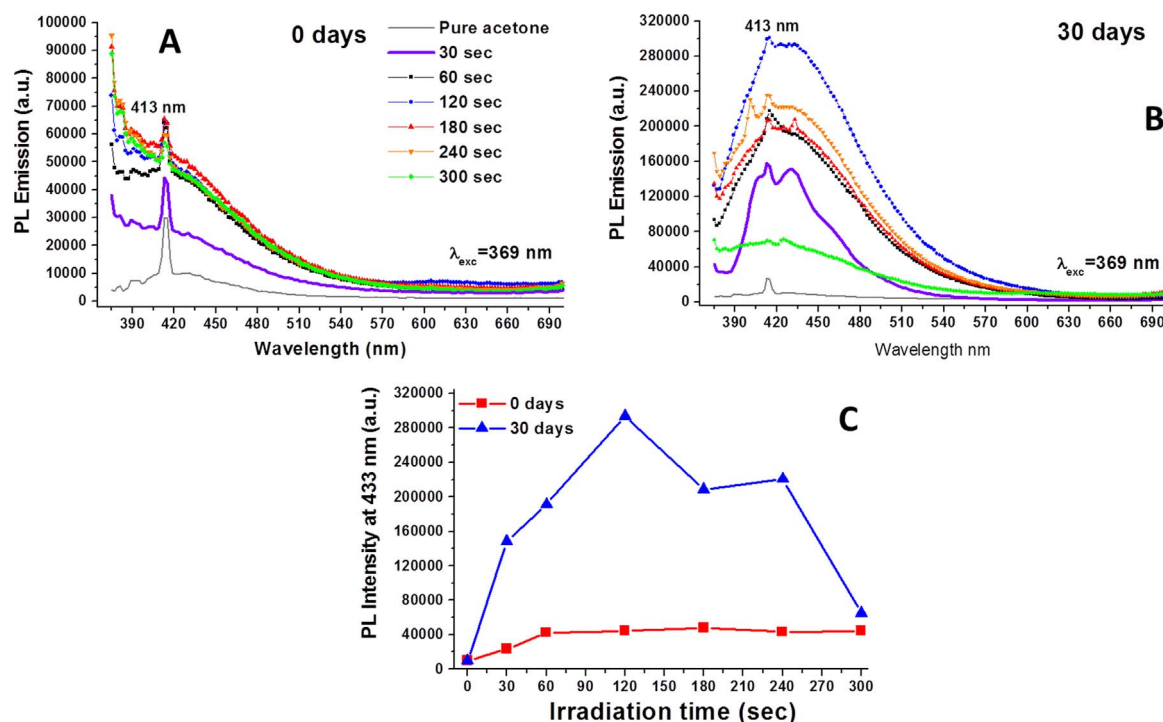 A
0 days
Pure acetone
30 sec
60 sec
120 sec
180 sec
240 sec
300 sec
413 nm
λexc=369 nm
PL Emission (a.u.)
100000
90000
80000
70000
60000
50000
40000
30000
20000
10000
0
390 420 450 480 510 540 570 600 630 660 690
Wavelength (nm)
B
30 days
413 nm
λexc=369 nm
PL Emission (a.u.)
320000
280000
240000
200000
160000
120000
80000
40000
0
390 420 450 480 510 540 570 600 630 660 690
Wavelength nm
C
0 days
30 days
PL Intensity at 433 nm (a.u.)
320000
280000
240000
200000
160000
120000
80000
40000
0
0 30 60 90 120 150 180 210 240 270 300
Irradiation time (sec)